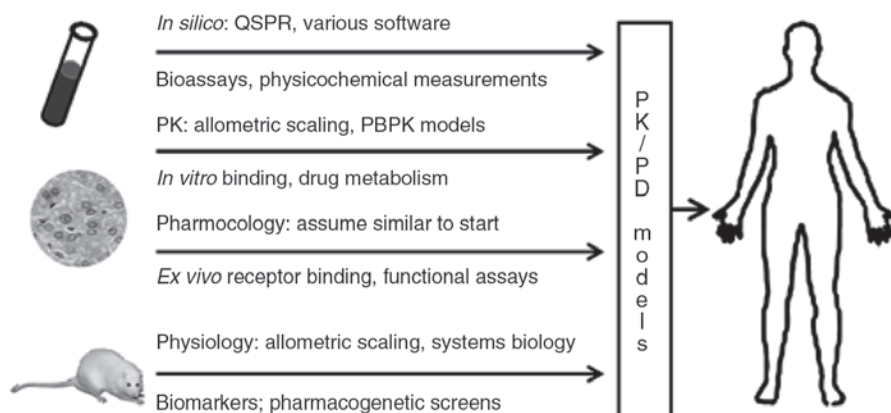 In silico: QSPR, various software
Bioassays, physicochemical measurements
PK: allometric scaling, PBPK models
In vitro binding, drug metabolism
Pharmocology: assume similar to start
Ex vivo receptor binding, functional assays
Physiology: allometric scaling, systems biology
Biomarkers; pharmacogenetic screens
PK/PD models